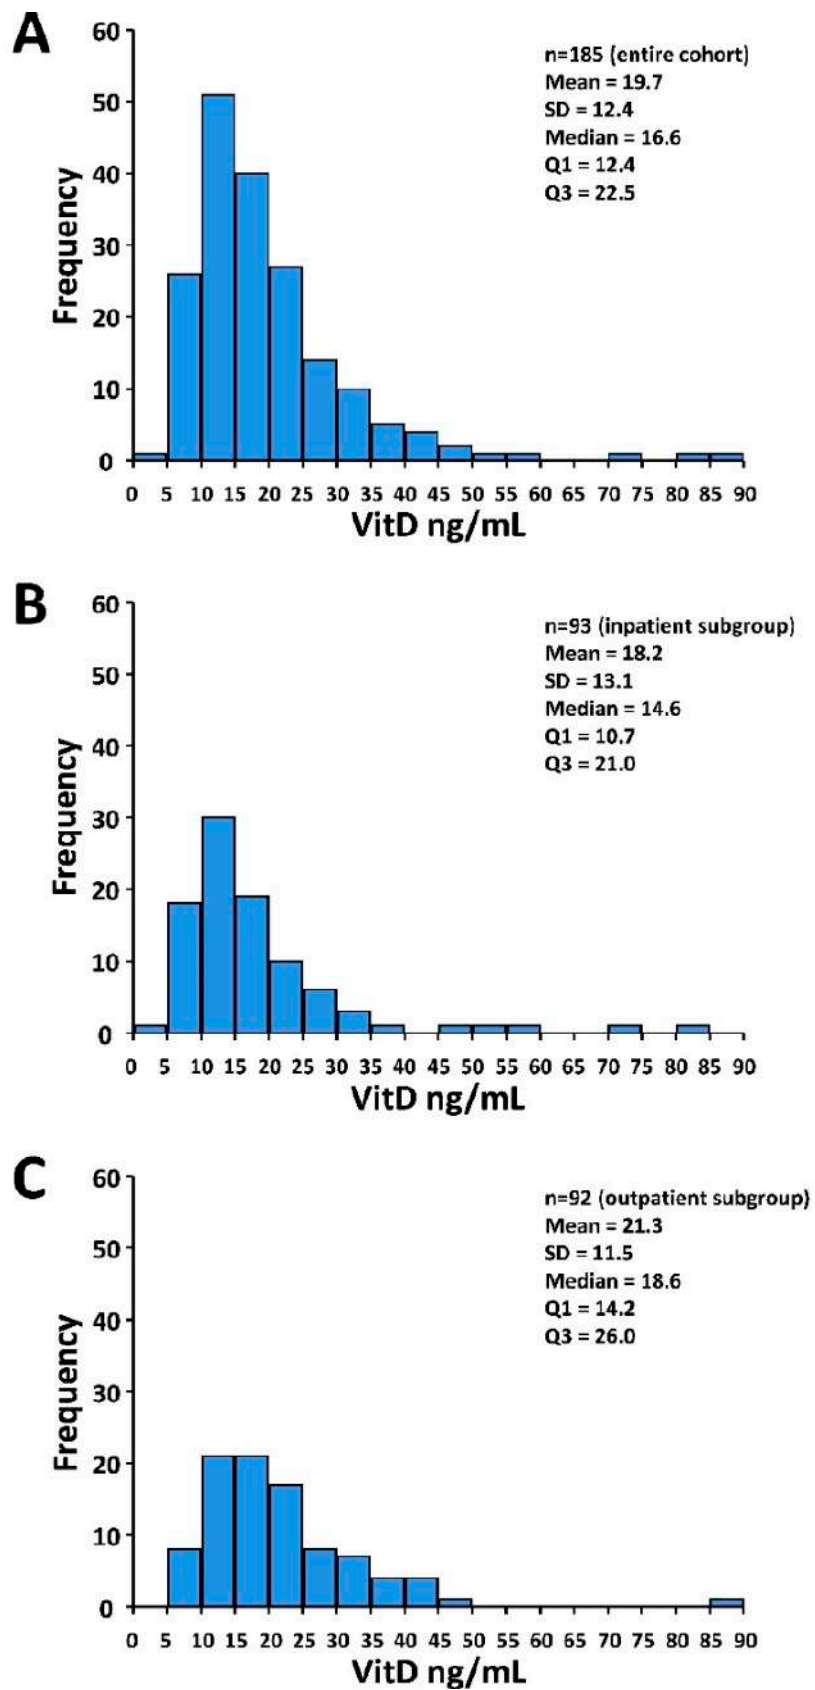 A
60
50
40
30
20
10
0
Frequency
n=185 (entire cohort)
Mean = 19.7
SD = 12.4
Median = 16.6
Q1 = 12.4
Q3 = 22.5
0 5 10 15 20 25 30 35 40 45 50 55 60 65 70 75 80 85 90
VitD ng/mL
B
60
50
40
30
20
10
0
Frequency
n=93 (inpatient subgroup)
Mean = 18.2
SD = 13.1
Median = 14.6
Q1 = 10.7
Q3 = 21.0
0 5 10 15 20 25 30 35 40 45 50 55 60 65 70 75 80 85 90
VitD ng/mL
C
60
50
40
30
20
10
0
Frequency
n=92 (outpatient subgroup)
Mean = 21.3
SD = 11.5
Median = 18.6
Q1 = 14.2
Q3 = 26.0
0 5 10 15 20 25 30 35 40 45 50 55 60 65 70 75 80 85 90
VitD ng/mL